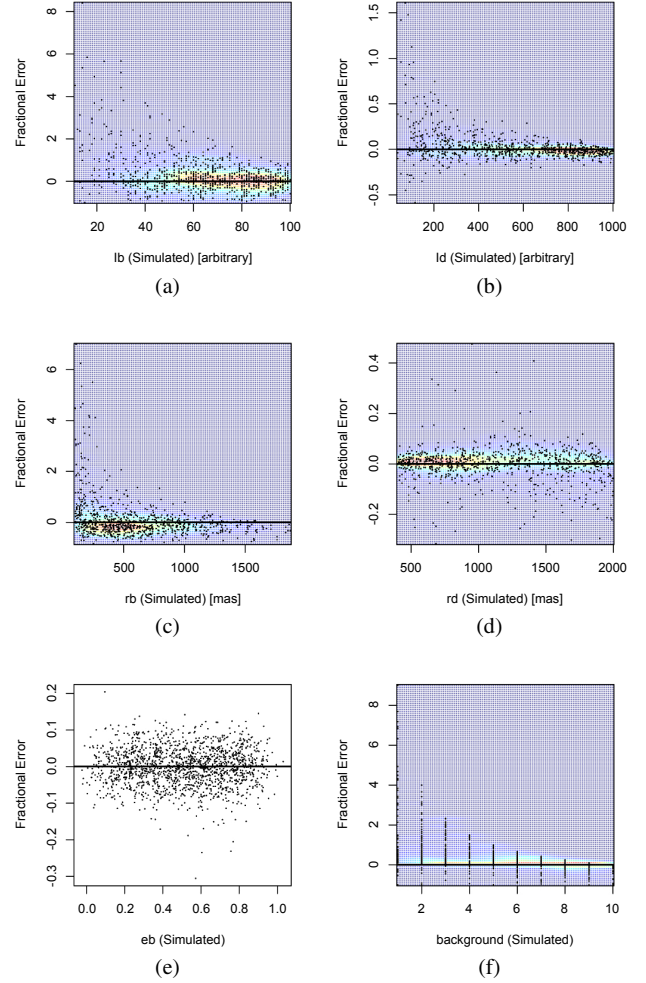 8
6
4
2
0
Fractional Error
20 40 60 80 100
Ib (Simulated) [arbitrary]
(a)
1.5
1.0
0.5
0.0
-0.5
Fractional Error
200 400 600 800 1000
Id (Simulated) [arbitrary]
(b)
6
4
2
0
Fractional Error
500 1000 1500
rb (Simulated) [mas]
(c)
0.4
0.2
0.0
-0.2
Fractional Error
500 1000 1500 2000
rd (Simulated) [mas]
(d)
0.2
0.1
0.0
-0.1
-0.2
-0.3
Fractional Error
0.0 0.2 0.4 0.6 0.8 1.0
eb (Simulated)
(e)
8
6
4
2
0
Fractional Error
2 4 6 8 10
background (Simulated)
(f)